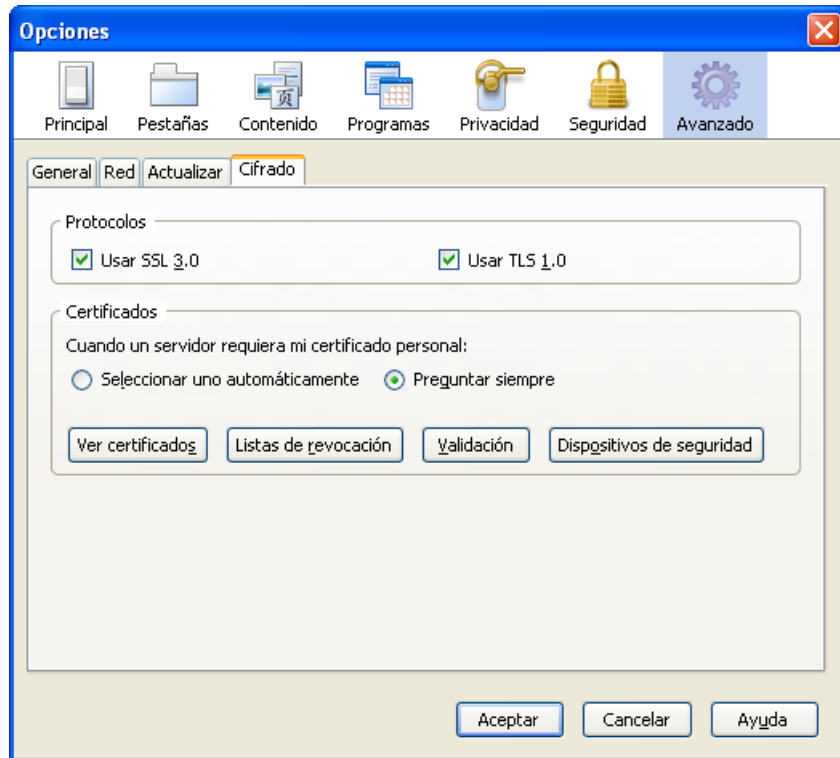 Opciones
Principal Pestañas Contenido Programas Privacidad Seguridad Avanzado
General Red Actualizar Cifrado
Protocolos
Usar SSL 3.0 Usar TLS 1.0
Certificados
Cuando un servidor requiera mi certificado personal:
Seleccionar uno automáticamente Preguntar siempre
Ver certificados Listas de revocación Validación Dispositivos de seguridad
Aceptar Cancelar Ayuda